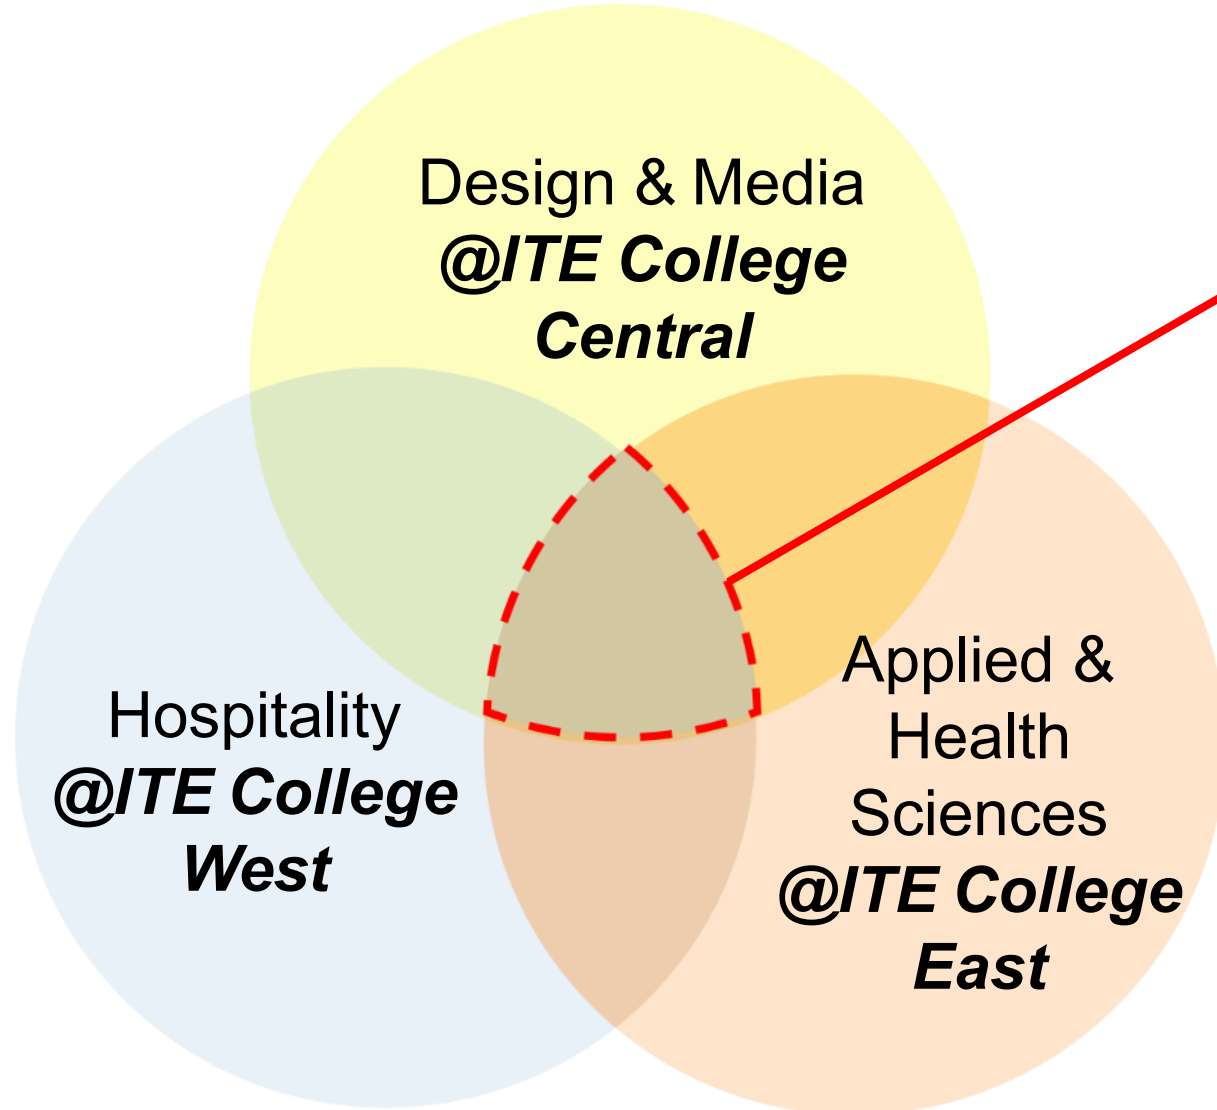 Design & Media
@ITE College
Central
Hospitality
@ITE College
West
Applied &
Health
Sciences
@ITE College
East